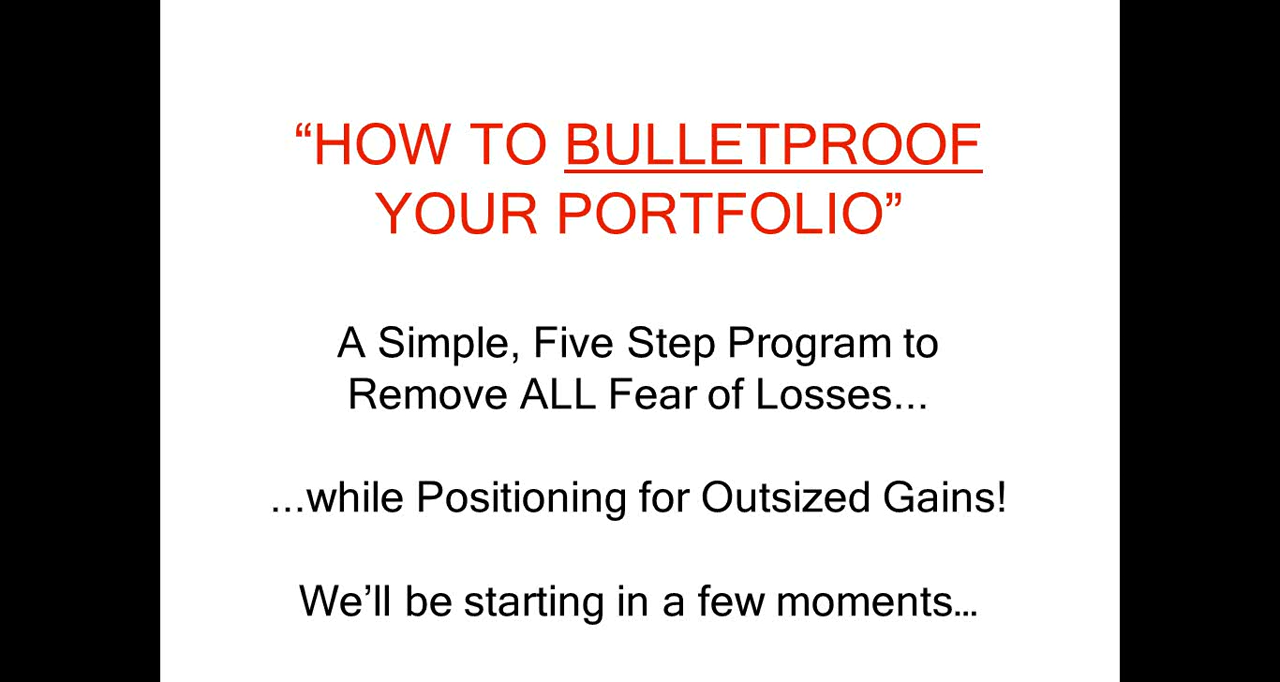 “HOW TO BULLETPROOF
YOUR PORTFOLIO”
A Simple, Five Step Program to
Remove ALL Fear of Losses...
...while Positioning for Outsized Gains!
We’ll be starting in a few moments...